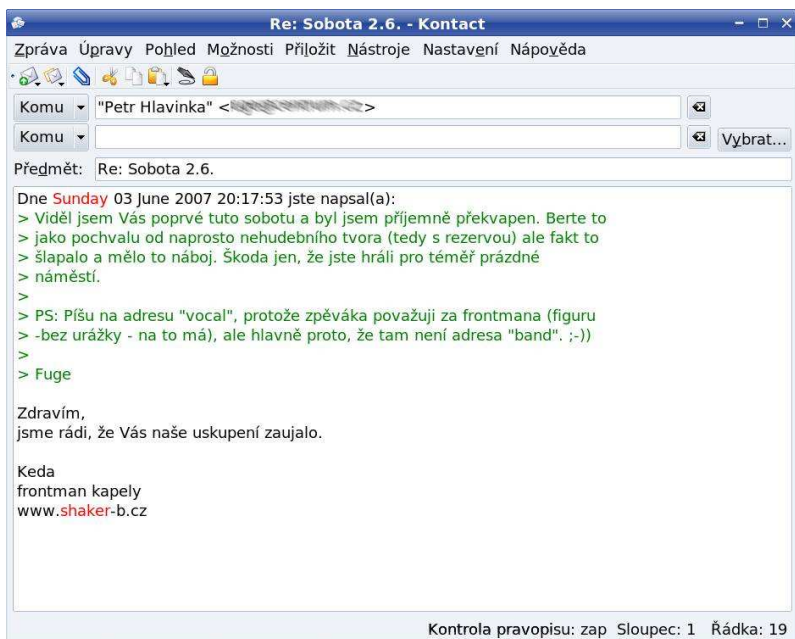 Re: Sobota 2.6. - Kontact
Zpráva Úpravy Pohled Možnosti Přiložit Nástroje Nastavení Nápověda
Komu "Petr Hlavinka" < >
Komu Vybrat...
Předmět: Re: Sobota 2.6.
Dne Sunday 03 June 2007 20:17:53 jste napsal(a):
> Viděl jsem Vás poprvé tuto sobotu a byl jsem příjemně překvapen. Berte to
> jako pochvalu od naprosto nehudebního tvora (tedy s rezervou) ale fakt to
> šlapalo a mělo to náboj. Škoda jen, že jste hráli pro téměř prázdné
> náměstí.
>
> PS: Píšu na adresu "vocal", protože zpěváka považuji za frontmana (figuru
> -bez urážky - na to má), ale hlavně proto, že tam není adresa "band". ;-))
>
> Fuge
Zdravím,
jsme rádi, že Vás naše uskupení zaujalo.
Keda
frontman kapely
www.shaker-b.cz
Kontrola pravopisu: zap Sloupec: 1 Řádka: 19